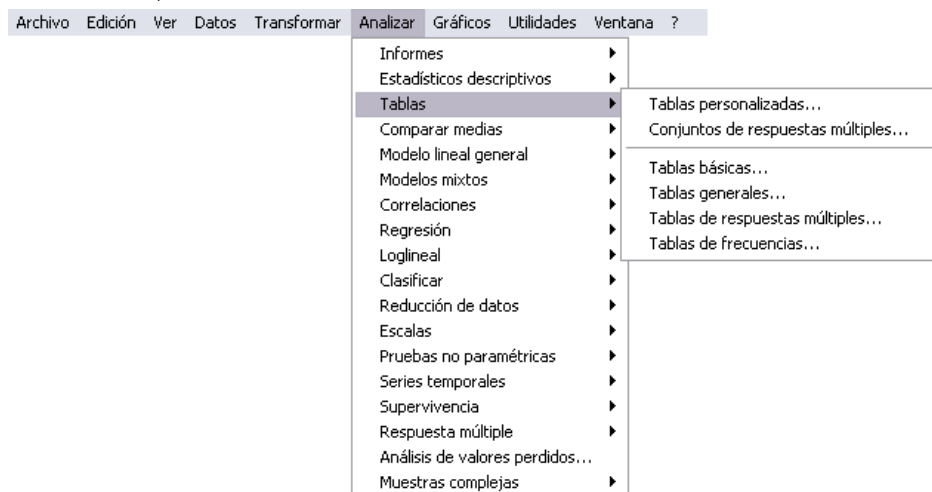 Archivo Edición Ver Datos Transformar Analizar Gráficos Utilidades Ventana ?
Informes
Estadísticos descriptivos
Tablas
Comparar medias
Modelo lineal general
Modelos mixtos
Correlaciones
Regresión
Loglineal
Clasificar
Reducción de datos
Escalas
Pruebas no paramétricas
Series temporales
Supervivencia
Respuesta múltiple
Análisis de valores perdidos...
Muestras complejas
Tablas personalizadas...
Conjuntos de respuestas múltiples...
Tablas básicas...
Tablas generales...
Tablas de respuestas múltiples...
Tablas de frecuencias...